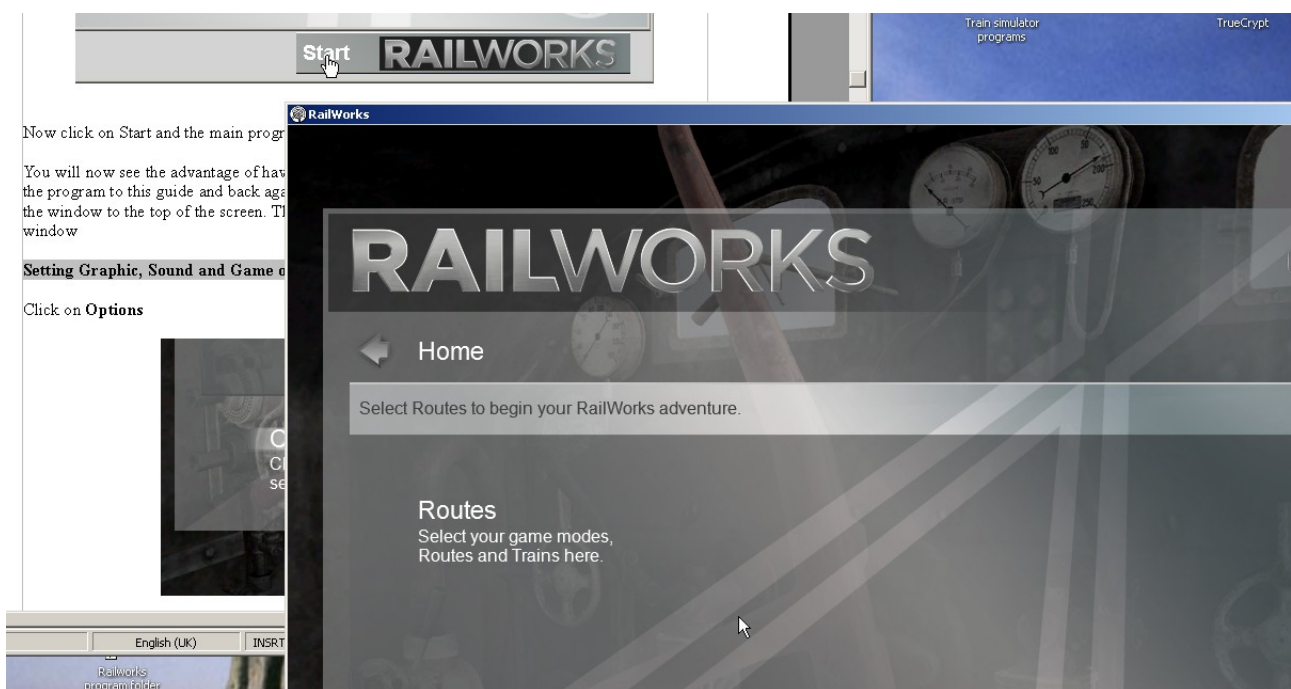 Start RAILWORKS
Train simulator
programs
TrueCrypt
Now click on Start and the main progr
You will now see the advantage of hav
the program to this guide and back aga
the window to the top of the screen. Th
window
Setting Graphic, Sound and Game o
Click on Options
C
Cl
se
English (UK)
INSRT
Railworks
program folder
RailWorks
RAILWORKS
Home
Select Routes to begin your RailWorks adventure.
Routes
Select your game modes,
Routes and Trains here.